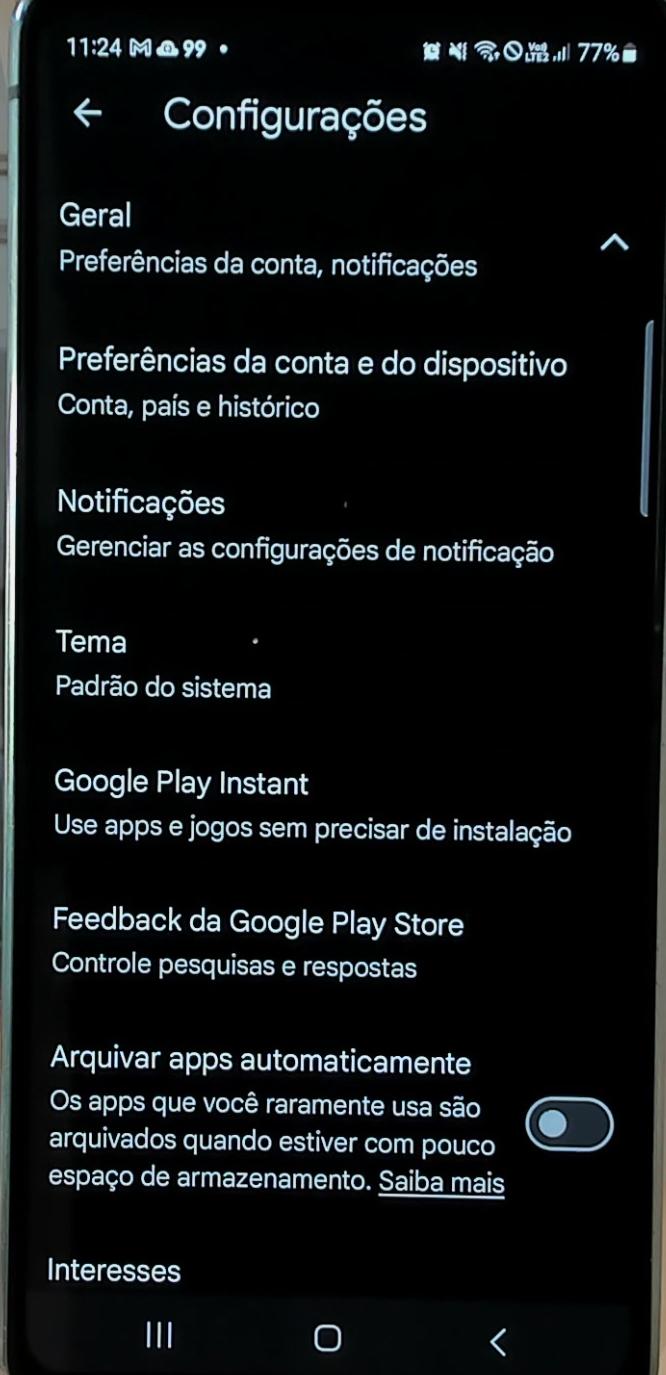 11:24 M 99 •
Vo) LTE2 77%
Configurações
Geral
Preferências da conta, notificações
Preferências da conta e do dispositivo
Conta, país e histórico
Notificações
Gerenciar as configurações de notificação
Tema
Padrão do sistema
Google Play Instant
Use apps e jogos sem precisar de instalação
Feedback da Google Play Store
Controle pesquisas e respostas
Arquivar apps automaticamente
Os apps que você raramente usa são
arquivados quando estiver com pouco
espaço de armazenamento. Saiba mais
Interesses